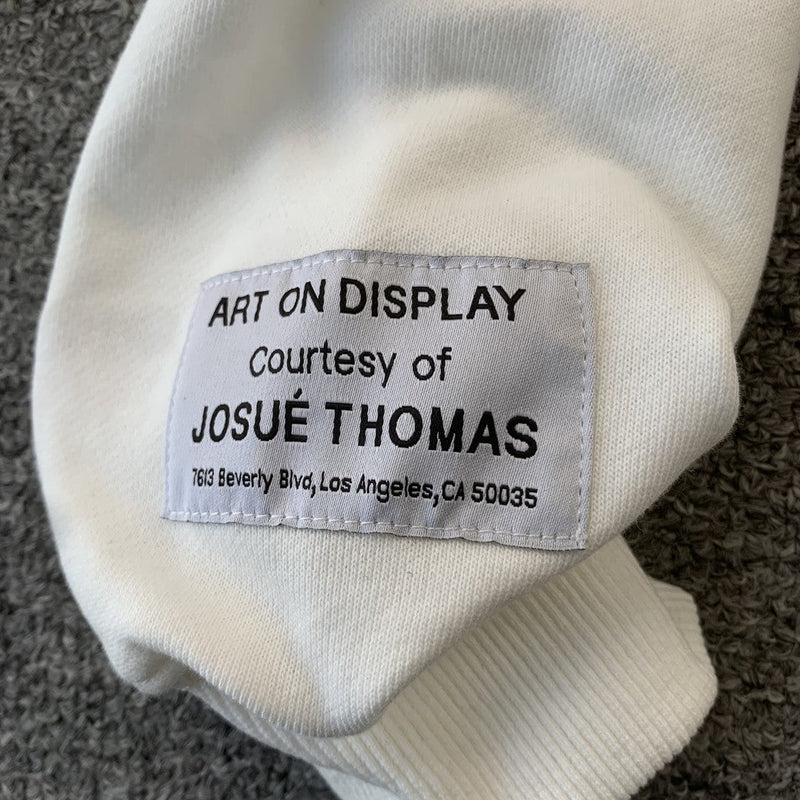 ART ON DISPLAY
Courtesy of
JOSUÉ THOMAS
7613 Beverly Blvd, Los Angeles, CA 50035